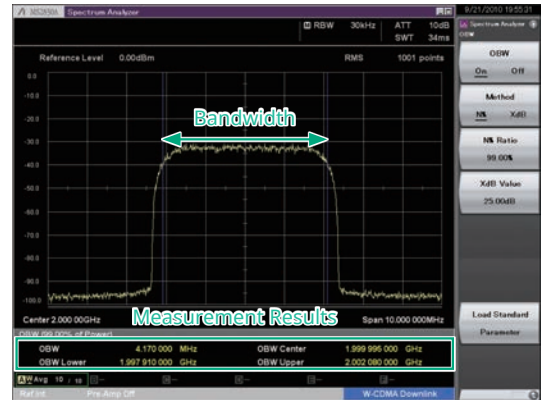 MS2690A Spectrum Analyzer
9/21/2010 19:55:31
RBW 30kHz ATT 10dB
SWT 34ms
Spectrum Analyzer
OBW
Reference Level 0.00dBm RMS 1001 points
OBW
On Off
Method
N% XdB
N% Ratio
99.00%
XdB Value
25.00dB
Load Standard
Parameter
0.0
-10.0
-20.0
-30.0
-40.0
-50.0
-60.0
-70.0
-80.0
-90.0
-100.0
Bandwidth
Measurement Results
Center 2.000 00GHz Span 10.000 000MHz
OBW (99.00% of Power)
OBW 4.170 000 MHz OBW Center 1.999 995 000 GHz
OBW Lower 1.997 910 000 GHz OBW Upper 2.002 080 000 GHz
Avg 10 / 10
Ref.Int Pre-Amp Off W-CDMA Downlink